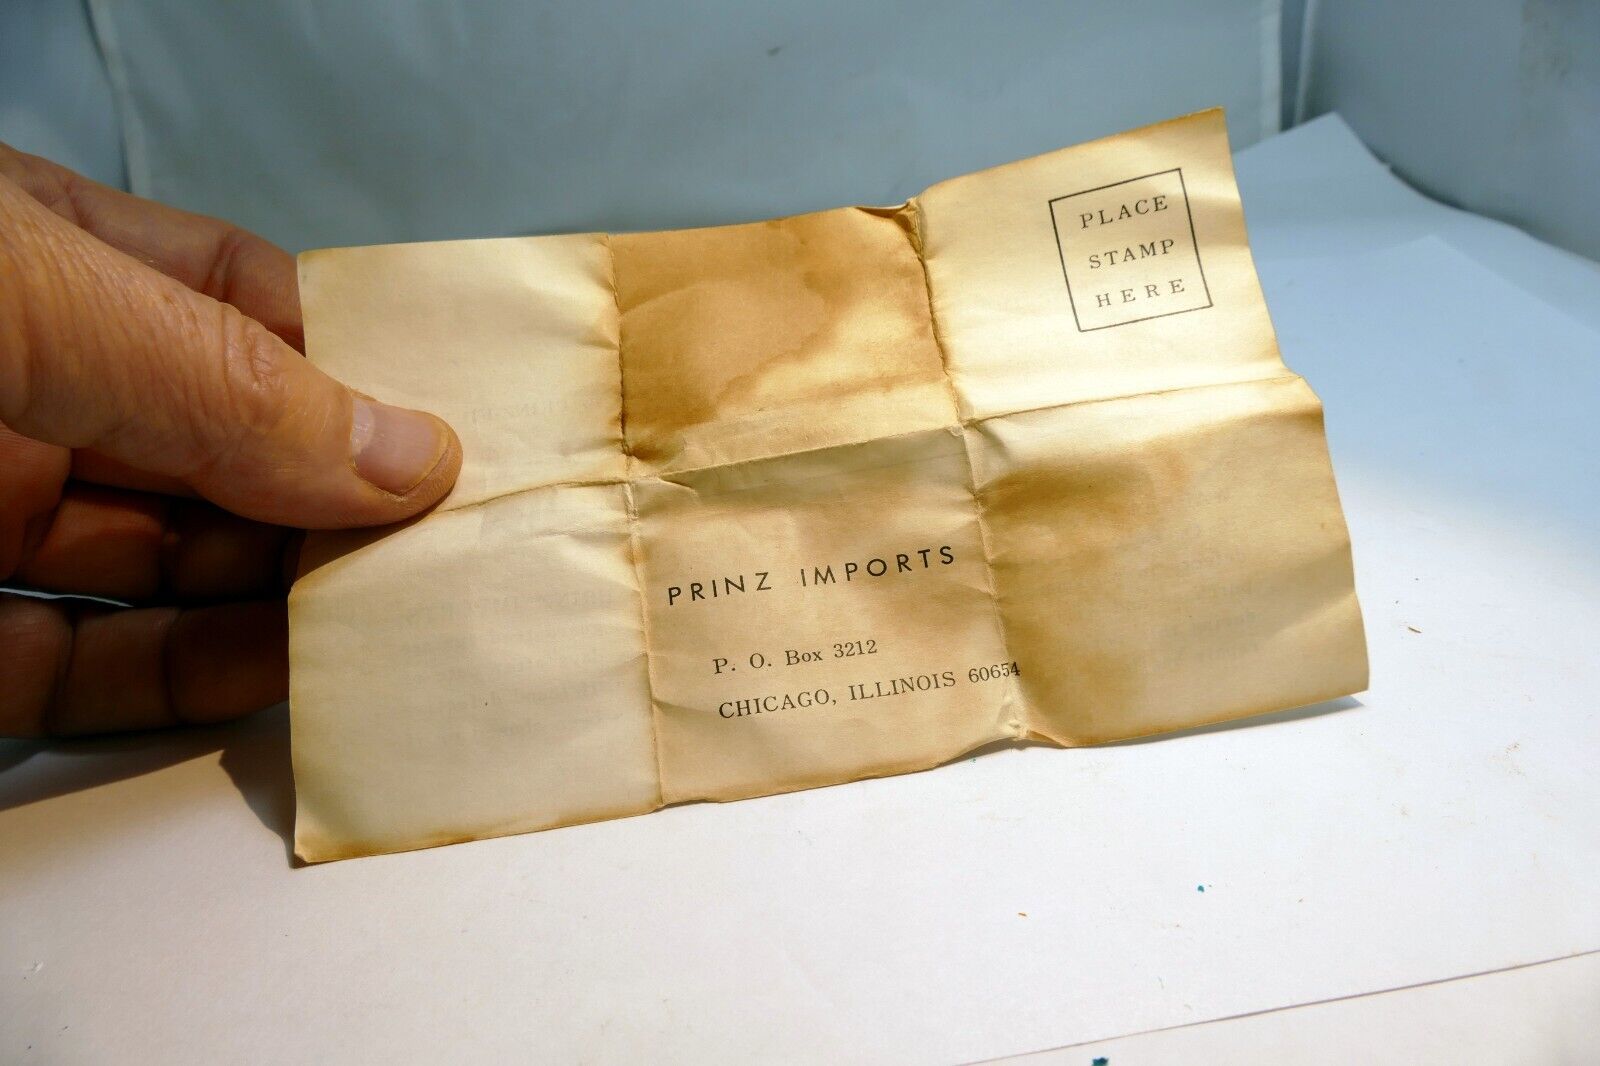 PLACE
STAMP
HERE
PRINZ IMPORTS
P. O. Box 3212
CHICAGO, ILLINOIS 60654